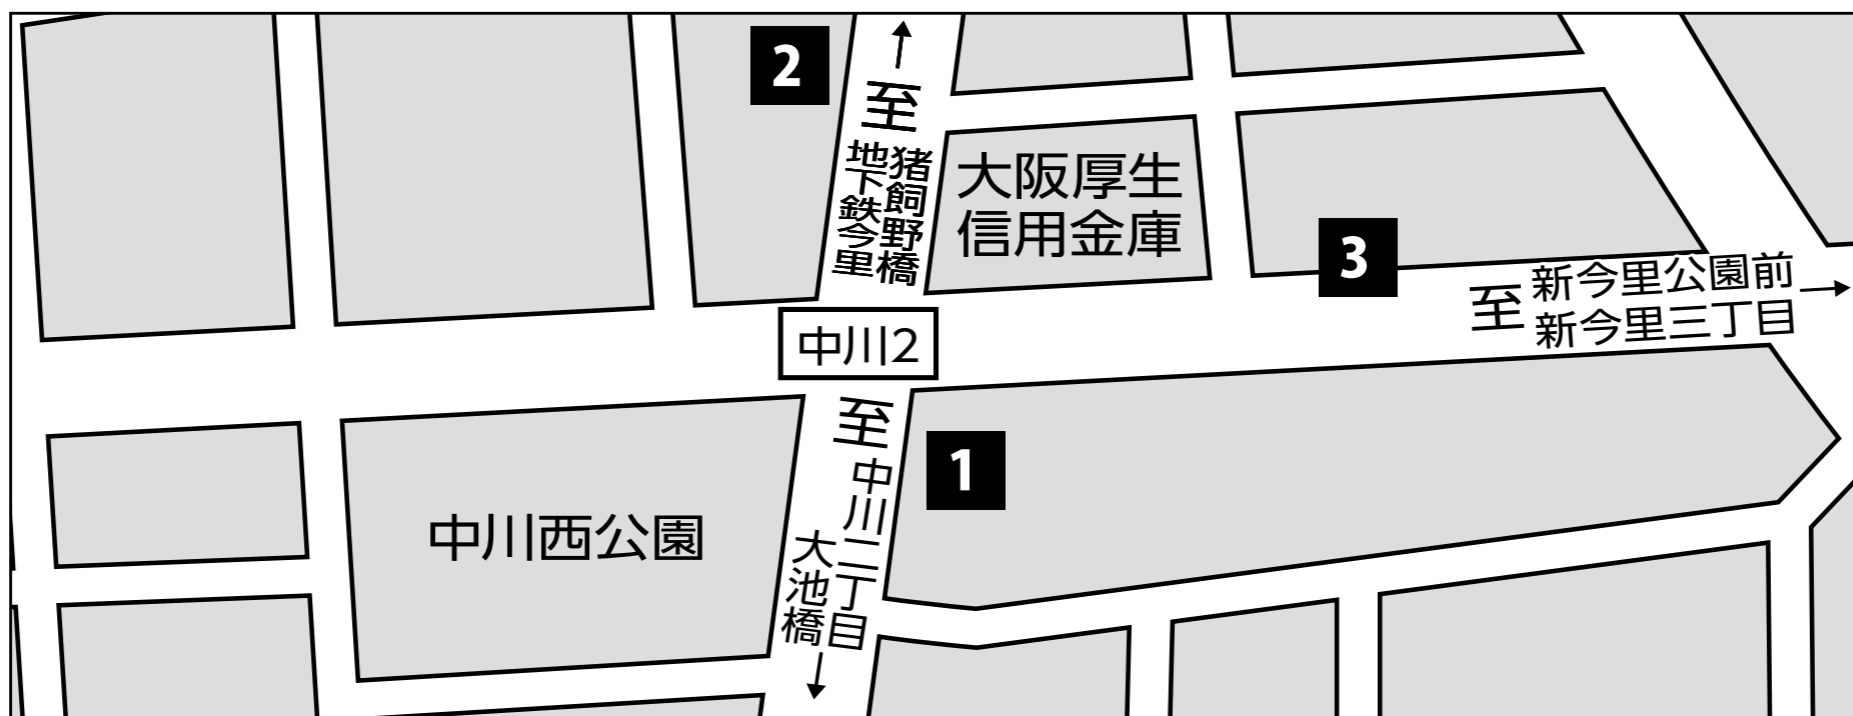 2
至
猪飼野橋
地下鉄今里
大阪厚生
信用金庫
3
至
新今里公園前
新今里三丁目
中川2
至
中川二丁目
大池橋
1
中川西公園